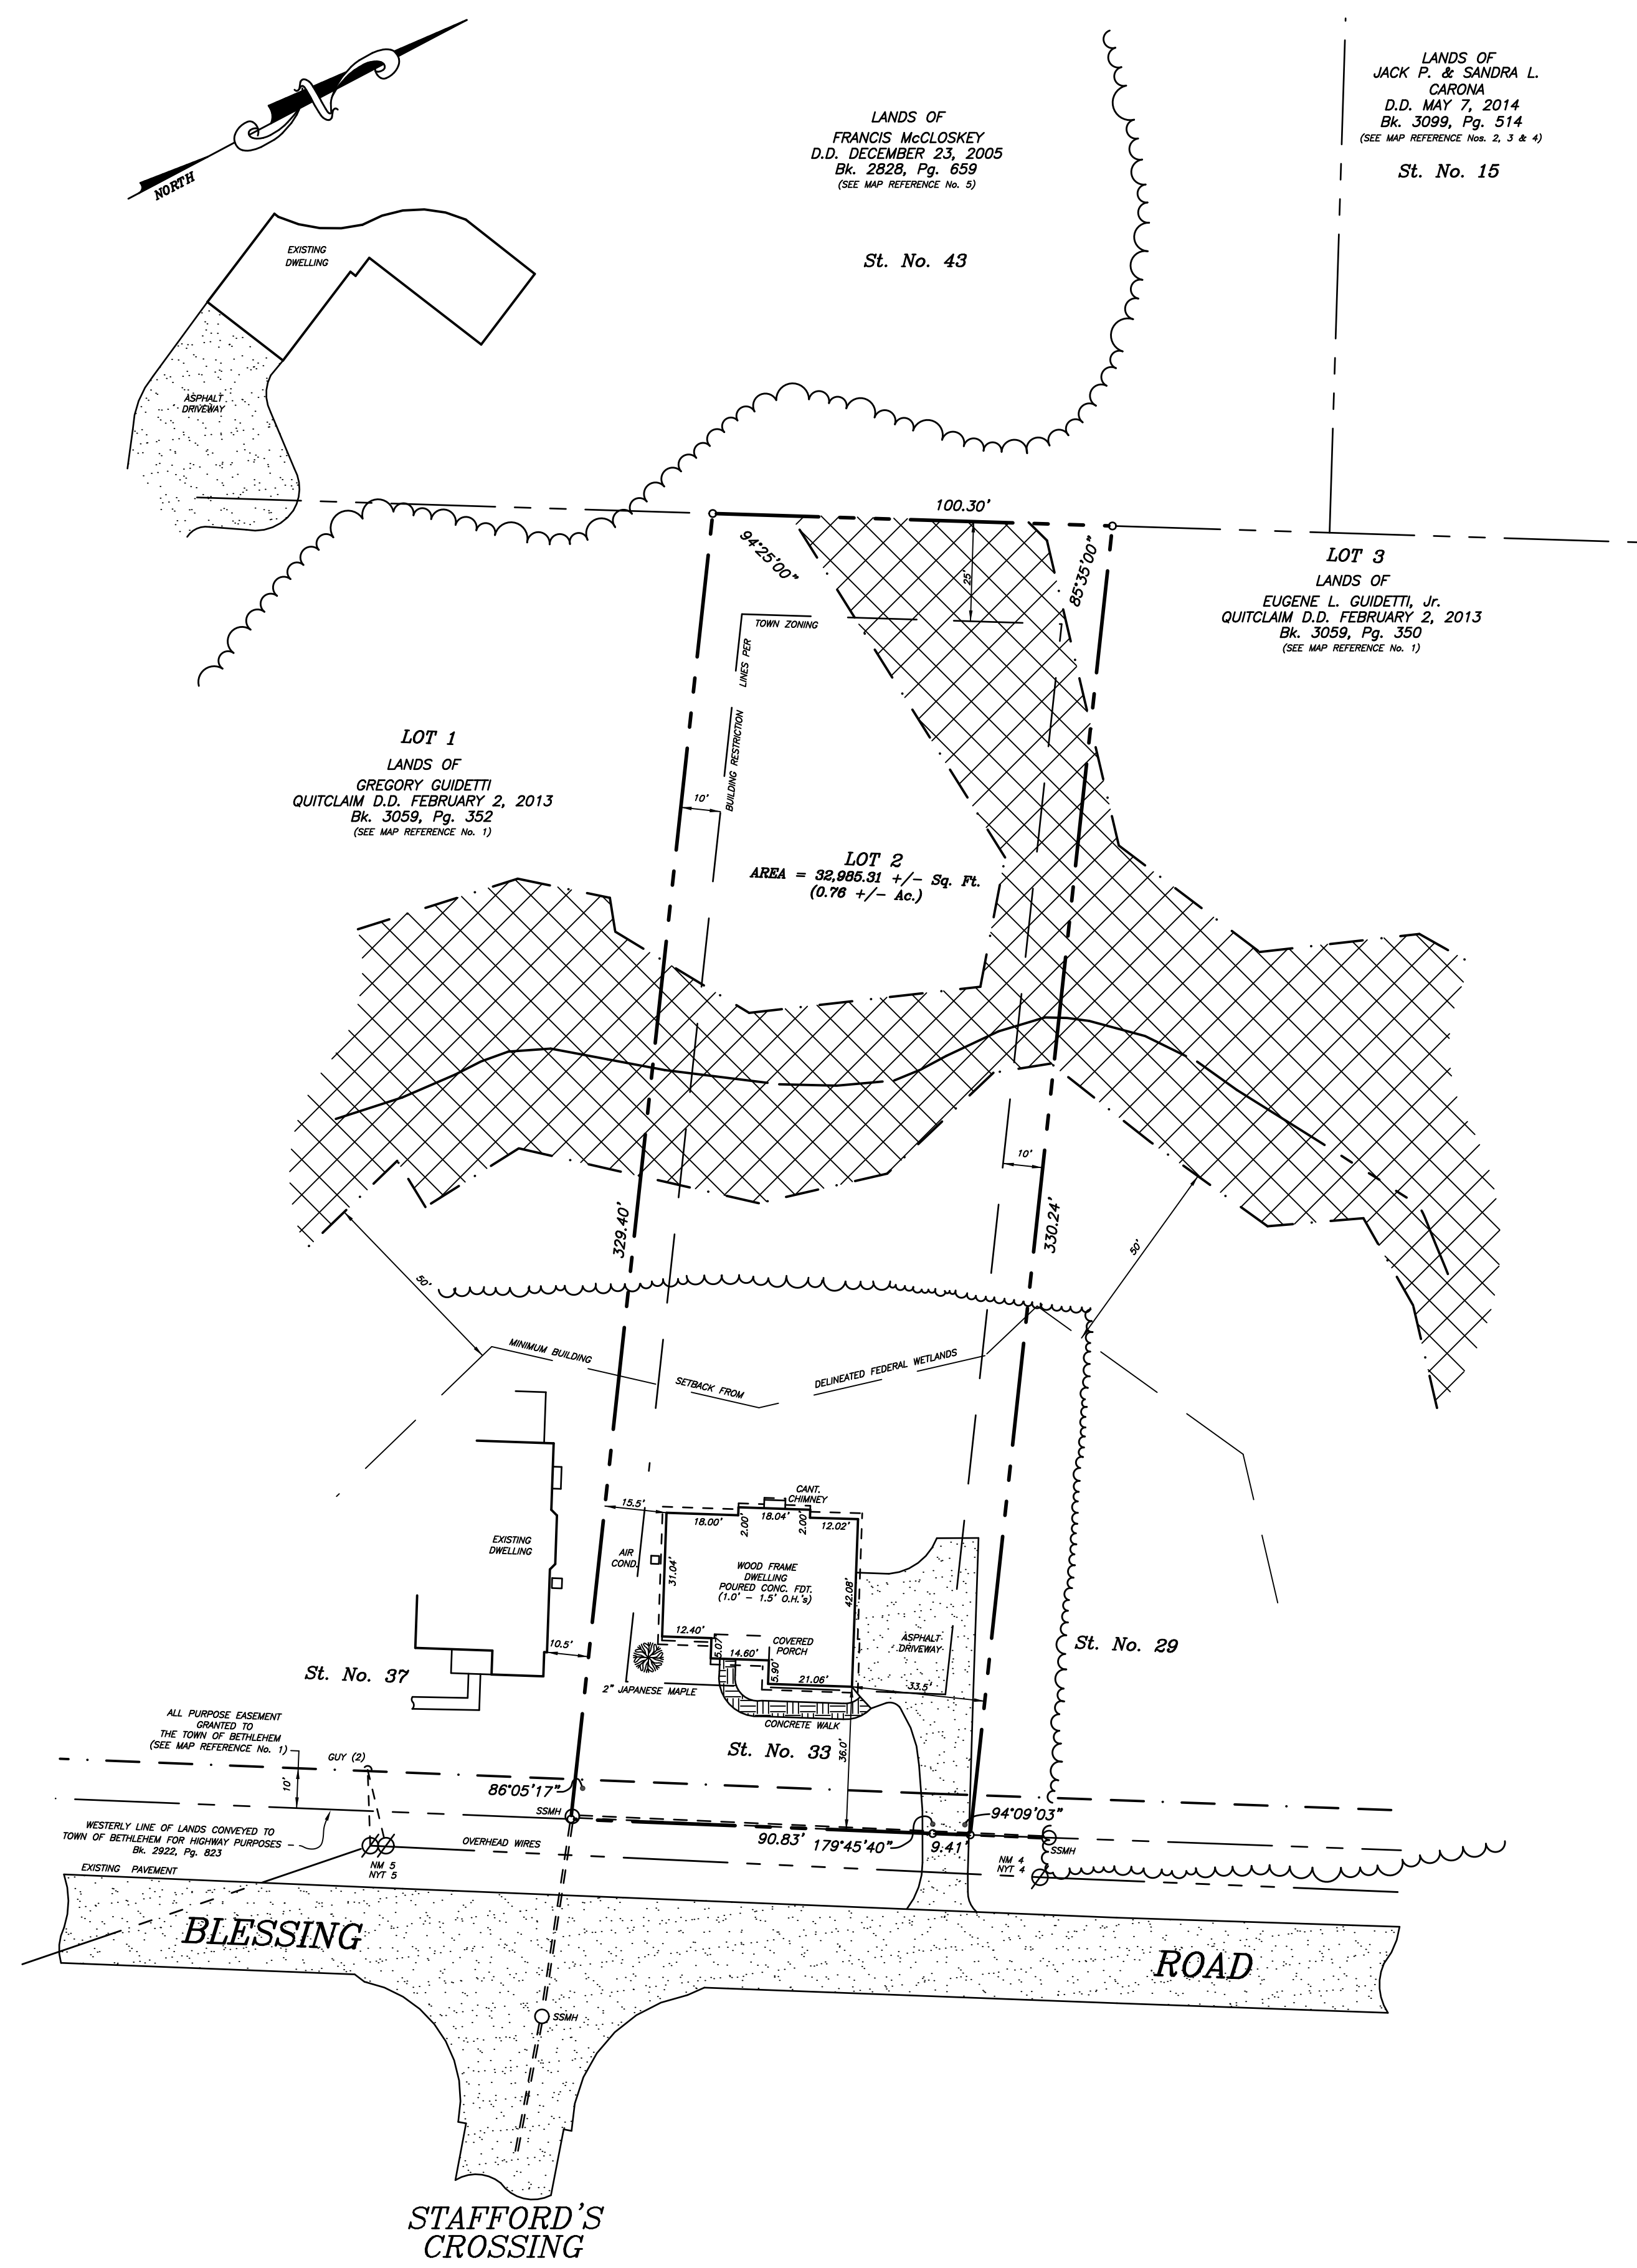 NORTH
LANDS OF
JACK P. & SANDRA L.
CARONA
D.D. MAY 7, 2014
Bk. 3099, Pg. 514
(SEE MAP REFERENCE Nos. 2, 3 & 4)
St. No. 15
LANDS OF
FRANCIS McCLOSKEY
D.D. DECEMBER 23, 2005
Bk. 2828, Pg. 659
(SEE MAP REFERENCE No. 5)
St. No. 43
EXISTING
DWELLING
ASPHALT
DRIVEWAY
100.30'
94°25'00"
85°35'00"
25'
TOWN ZONING
BUILDING RESTRICTION LINES PER
10'
LOT 3
LANDS OF
EUGENE L. GUIDETTI, Jr.
QUITCLAIM D.D. FEBRUARY 2, 2013
Bk. 3059, Pg. 350
(SEE MAP REFERENCE No. 1)
LOT 1
LANDS OF
GREGORY GUIDETTI
QUITCLAIM D.D. FEBRUARY 2, 2013
Bk. 3059, Pg. 352
(SEE MAP REFERENCE No. 1)
LOT 2
AREA = 32,985.31 +/- Sq. Ft.
(0.76 +/- Ac.)
10'
329.40'
330.24'
50'
50'
MINIMUM BUILDING
SETBACK FROM
DELINEATED FEDERAL WETLANDS
15.5'
CANT.
CHIMNEY
18.00'
2.00'
18.04'
2.00'
12.02'
EXISTING
DWELLING
AIR
COND.
31.04'
WOOD FRAME
DWELLING
POURED CONC. FDT.
(1.0' - 1.5' O.H.'s)
42.08'
12.40'
5.07'
14.60'
COVERED
PORCH
5.90'
21.06'
ASPHALT
DRIVEWAY
33.5'
10.5'
2" JAPANESE MAPLE
CONCRETE WALK
36.0'
St. No. 37
St. No. 29
St. No. 33
ALL PURPOSE EASEMENT
GRANTED TO
THE TOWN OF BETHLEHEM
(SEE MAP REFERENCE No. 1)
GUY (2)
10'
86°05'17"
SSMH
94°09'03"
WESTERLY LINE OF LANDS CONVEYED TO
TOWN OF BETHLEHEM FOR HIGHWAY PURPOSES
Bk. 2922, Pg. 823
OVERHEAD WIRES
90.83'
179°45'40"
9.41'
SSMH
EXISTING PAVEMENT
NM 5
NYT 5
NM 4
NYT 4
BLESSING
ROAD
SSMH
STAFFORD'S
CROSSING